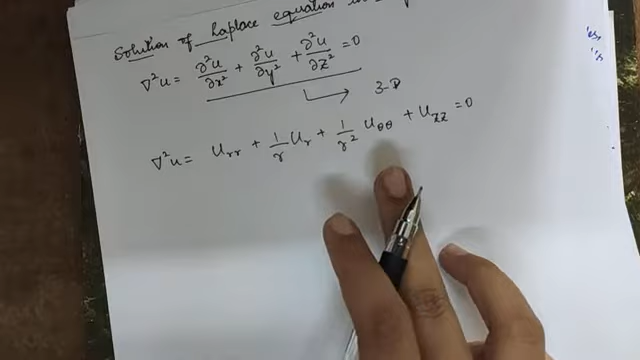 Solution of Laplace equation in
∇²u = ∂²u/∂x² + ∂²u/∂y² + ∂²u/∂z² = 0
3-D
∇²u = u_rr + 1/r u_r + 1/r² u_θθ + u_zz = 0